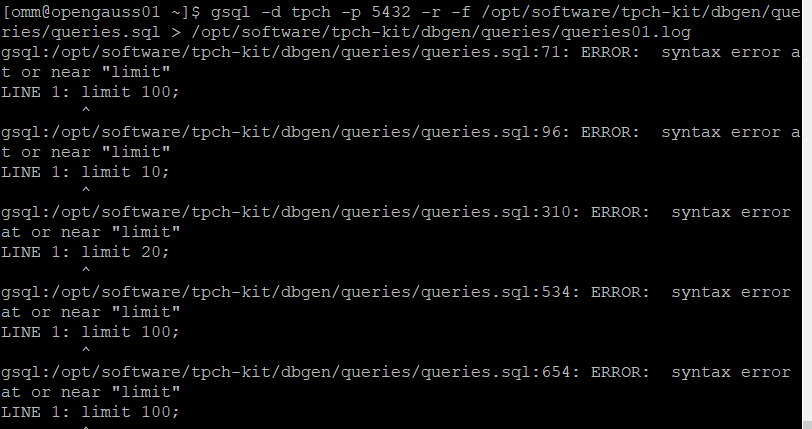 [omm@opengauss01 ~]$ gsql -d tpch -p 5432 -r -f /opt/software/tpch-kit/dbgen/que
ries/queries.sql > /opt/software/tpch-kit/dbgen/queries/queries01.log
gsql:/opt/software/tpch-kit/dbgen/queries/queries.sql:71: ERROR:  syntax error a
t or near "limit"
LINE 1: limit 100;
        ^
gsql:/opt/software/tpch-kit/dbgen/queries/queries.sql:96: ERROR:  syntax error a
t or near "limit"
LINE 1: limit 10;
        ^
gsql:/opt/software/tpch-kit/dbgen/queries/queries.sql:310: ERROR:  syntax error
at or near "limit"
LINE 1: limit 20;
        ^
gsql:/opt/software/tpch-kit/dbgen/queries/queries.sql:534: ERROR:  syntax error
at or near "limit"
LINE 1: limit 100;
        ^
gsql:/opt/software/tpch-kit/dbgen/queries/queries.sql:654: ERROR:  syntax error
at or near "limit"
LINE 1: limit 100;
        ^